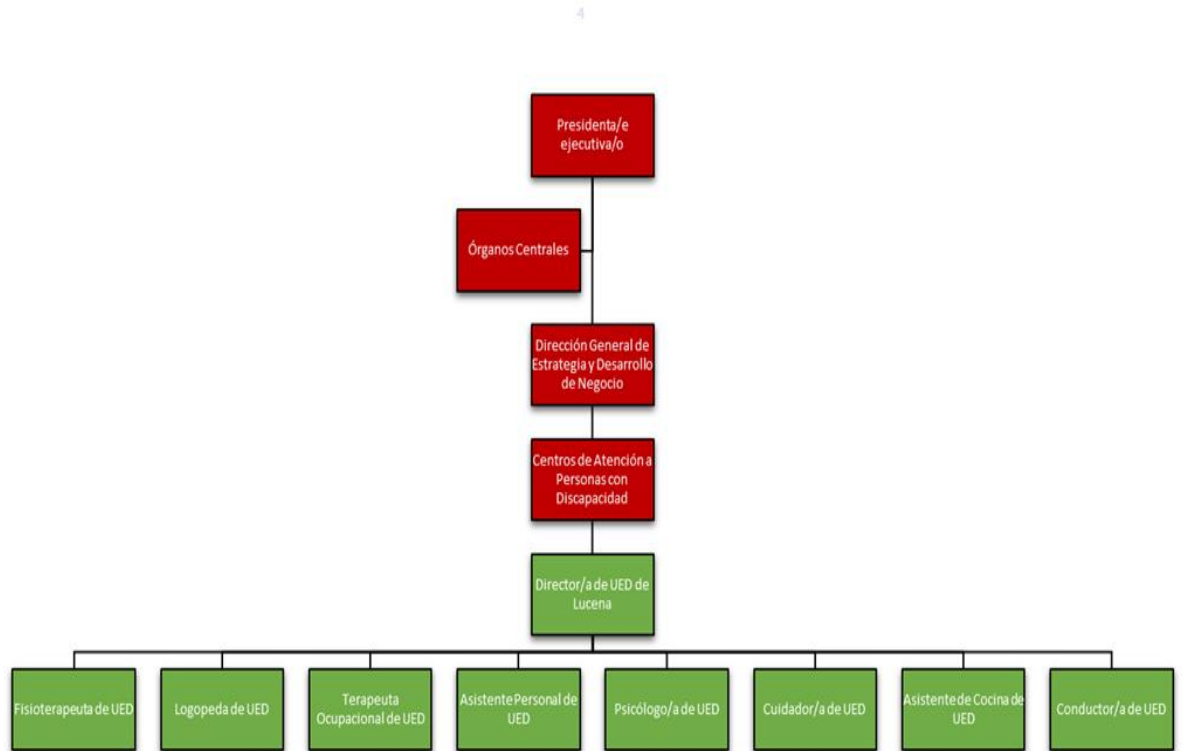 4
Presidenta/e
ejecutiva/o
Órganos Centrales
Dirección General de
Estrategia y Desarrollo
de Negocio
Centros de Atención a
Personas con
Discapacidad
Director/a de UED de
Lucena
Fisioterapeuta de UED
Logopeda de UED
Terapeuta
Ocupacional de UED
Asistente Personal de
UED
Psicólogo/a de UED
Cuidador/a de UED
Asistente de Cocina de
UED
Conductor/a de UED